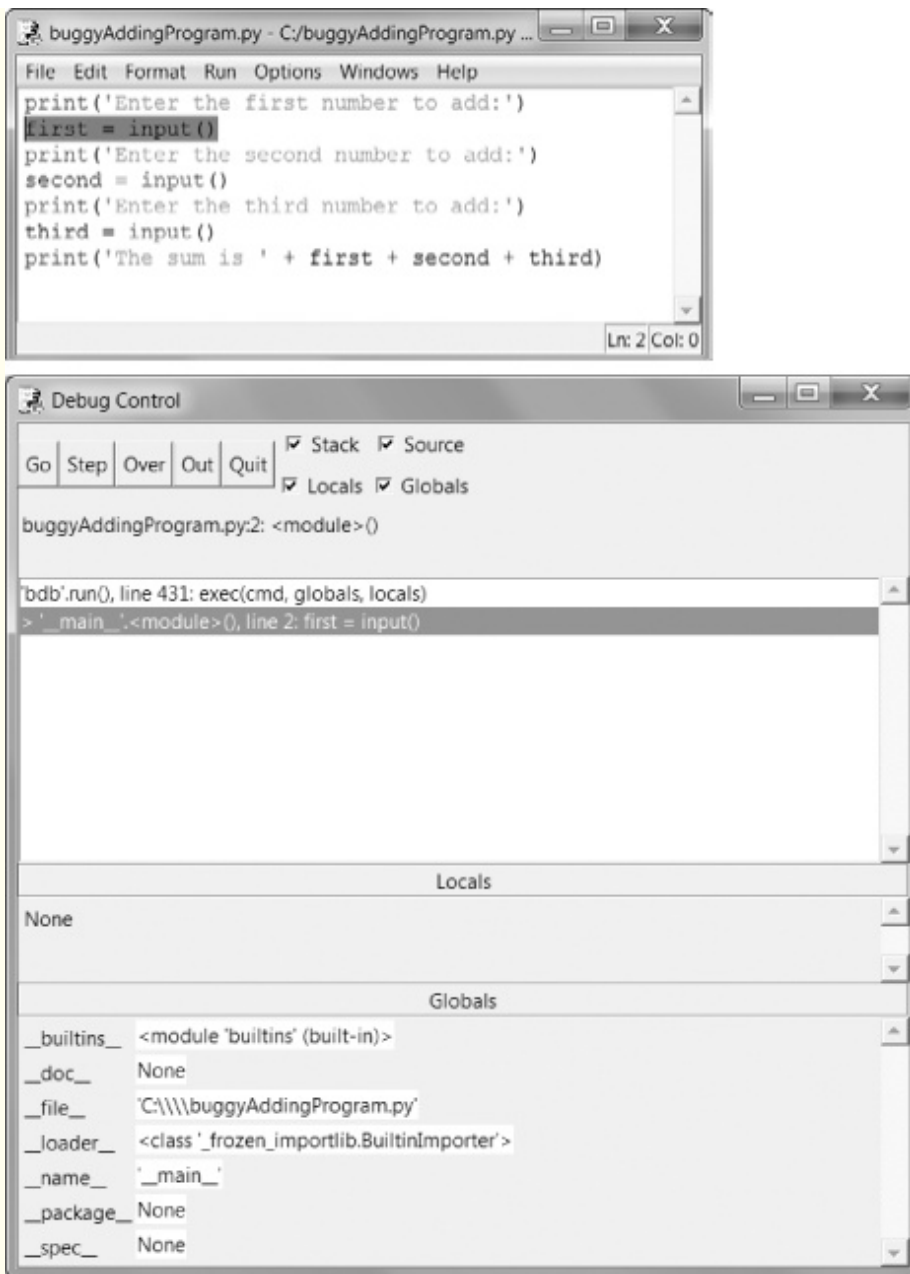 buggyAddingProgram.py - C:/buggyAddingProgram.py ...
File Edit Format Run Options Windows Help
print('Enter the first number to add:')
first = input()
print('Enter the second number to add:')
second = input()
print('Enter the third number to add:')
third = input()
print('The sum is ' + first + second + third)
Ln: 2 Col: 0
Debug Control
Go Step Over Out Quit
Stack Source
Locals Globals
buggyAddingProgram.py:2: <module>()
'bdb'.run(), line 431: exec(cmd, globals, locals)
> '__main__'.<module>(), line 2: first = input()
Locals
None
Globals
__builtins__ <module 'builtins' (built-in)>
__doc__ None
__file__ 'C:\\\\buggyAddingProgram.py'
__loader__ <class '_frozen_importlib.BuiltinImporter'>
__name__ '__main__'
__package__ None
__spec__ None